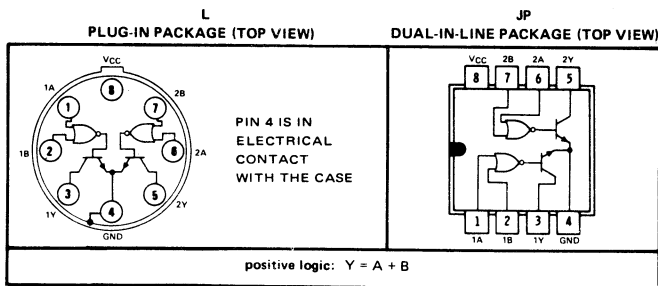 L
PLUG-IN PACKAGE (TOP VIEW)
VCC
8
1A
1
7
2B
1B
2
6
2A
3
5
1Y
4
2Y
GND
PIN 4 IS IN
ELECTRICAL
CONTACT
WITH THE CASE
JP
DUAL-IN-LINE PACKAGE (TOP VIEW)
VCC 2B 2A 2Y
8 7 6 5
1 2 3 4
1A 1B 1Y GND
positive logic: Y = A + B